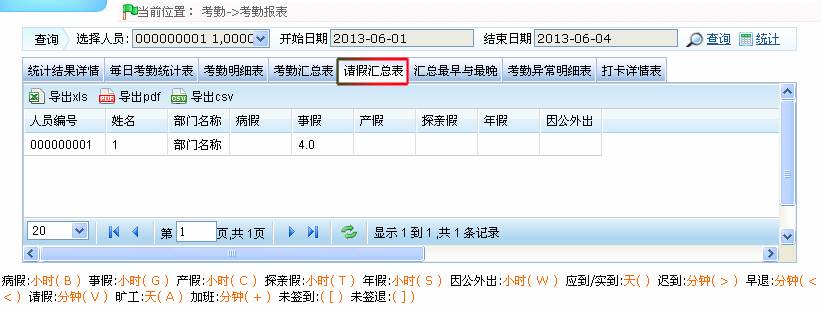 当前位置： 考勤->考勤报表
查询 选择人员: 000000001 1,0000 开始日期 2013-06-01 结束日期 2013-06-04 查询 统计
统计结果详情 每日考勤统计表 考勤明细表 考勤汇总表 请假汇总表 汇总最早与最晚 考勤异常明细表 打卡详情表
导出xls 导出pdf 导出csv
人员编号 姓名 部门名称 病假 事假 产假 探亲假 年假 因公外出
000000001 1 部门名称 4.0
20 第 1 页,共 1页 显示 1 到 1 ,共 1 条记录
病假:小时( B ) 事假:小时( G ) 产假:小时( C ) 探亲假:小时( T ) 年假:小时( S ) 因公外出:小时( W ) 应到/实到:天( ) 迟到:分钟( > ) 早退:分钟( <
< ) 请假:分钟( V ) 旷工:天( A ) 加班:分钟( + ) 未签到:( [ ) 未签退:( ] )